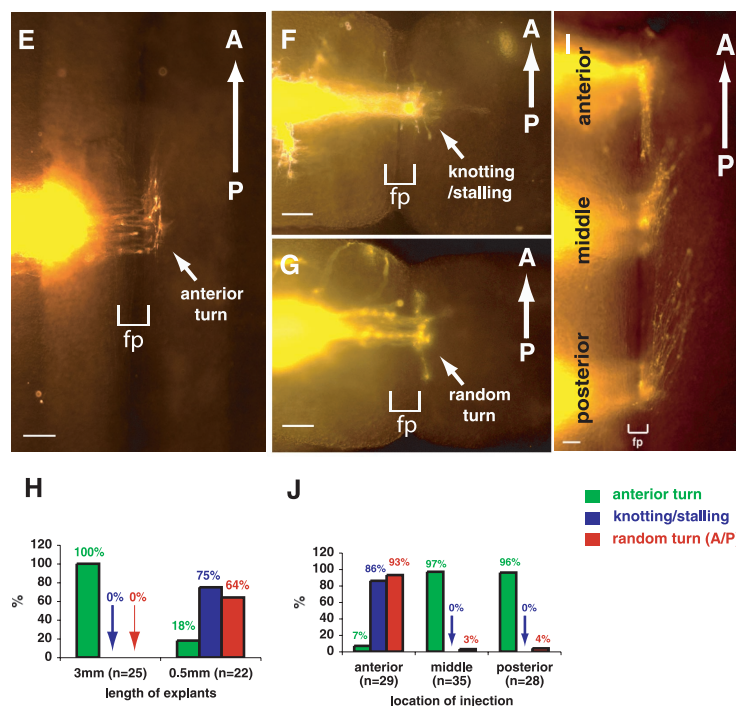 E
A
P
anterior
turn
fp
F
A
P
knotting
/stalling
fp
G
A
P
random
turn
fp
I
A
P
anterior
middle
posterior
fp
H
120
100
80
60
40
20
0
%
100%
0%
0%
18%
75%
64%
3mm (n=25)
0.5mm (n=22)
length of explants
J
120
100
80
60
40
20
0
%
7%
86%
93%
97%
0%
3%
96%
0%
4%
anterior
(n=29)
middle
(n=35)
posterior
(n=28)
location of injection
anterior turn
knotting/stalling
random turn (A/P